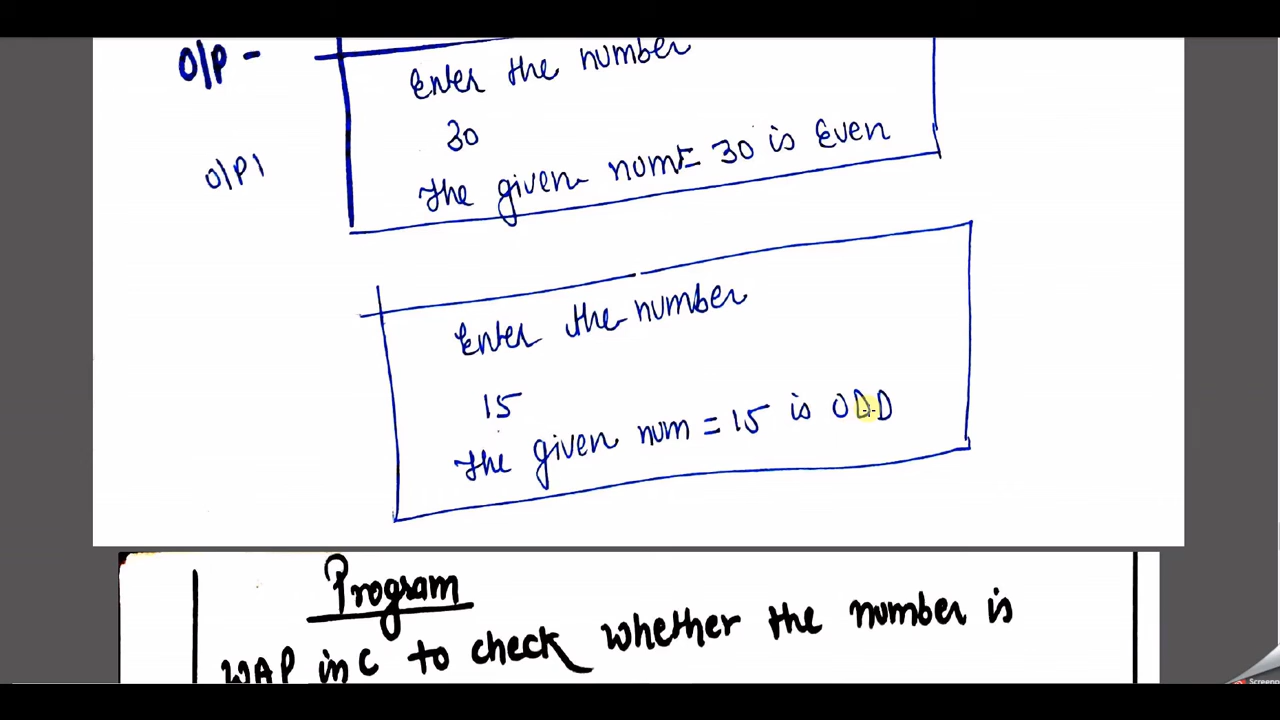 O/P -
Enter the number
30
O/P1
The given num = 30 is Even
Enter the number
15
The given num = 15 is ODD
Program
WAP in C to check whether the number is